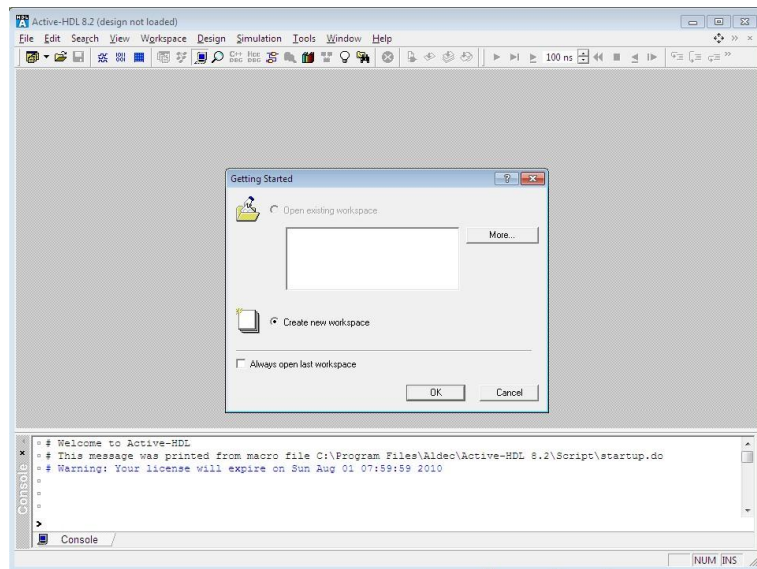 Active-HDL 8.2 (design not loaded)
File Edit Search View Workspace Design Simulation Tools Window Help
100 ns
Getting Started
Open existing workspace
More...
Create new workspace
Always open last workspace
OK Cancel
# Welcome to Active-HDL
# This message was printed from macro file C:\Program Files\Aldec\Active-HDL 8.2\Script\startup.do
# Warning: Your license will expire on Sun Aug 01 07:59:59 2010
>
Console
Console
NUM INS